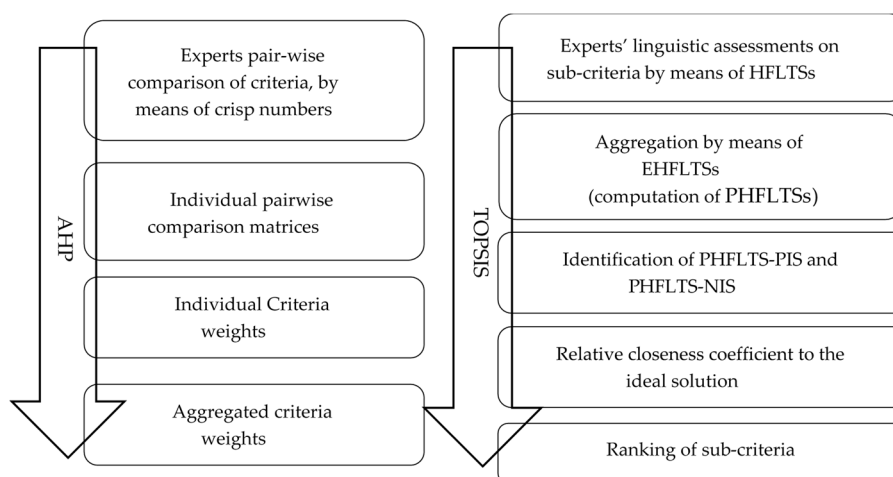 AHP
Experts pair-wise
comparison of criteria, by
means of crisp numbers
Individual pairwise
comparison matrices
Individual Criteria
weights
Aggregated criteria
weights
TOPSIS
Experts' linguistic assessments on
sub-criteria by means of HFLTSs
Aggregation by means of
EHFLTSs
(computation of PHFLTSs)
Identification of PHFLTS-PIS and
PHFLTS-NIS
Relative closeness coefficient to the
ideal solution
Ranking of sub-criteria